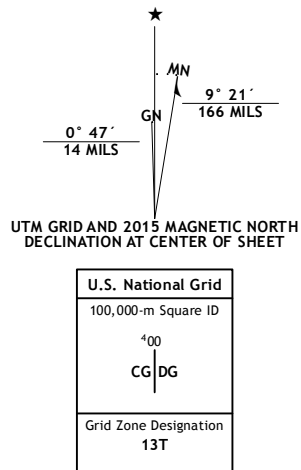 ★
MN
GN
9° 21´
166 MILS
0° 47´
14 MILS
UTM GRID AND 2015 MAGNETIC NORTH
DECLINATION AT CENTER OF SHEET
U.S. National Grid
100,000-m Square ID
⁴00
CG DG
Grid Zone Designation
13T